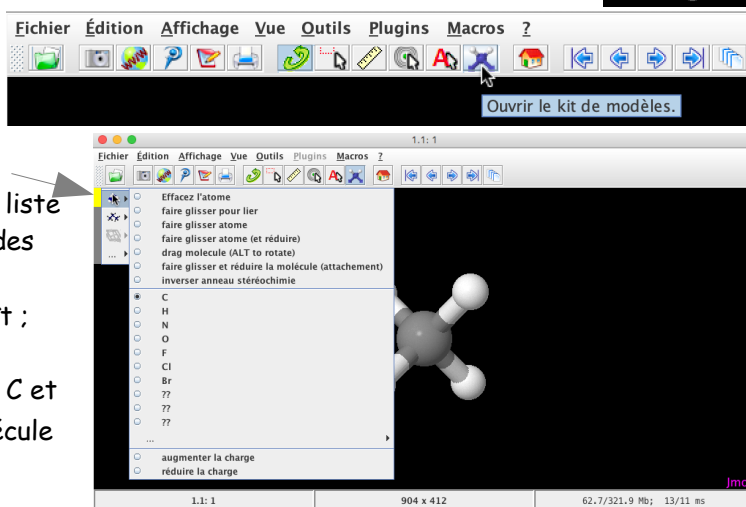 Fichier Édition Affichage Vue Outils Plugins Macros ?
Ouvrir le kit de modèles.
1.1: 1
Fichier Édition Affichage Vue Outils Plugins Macros ?
liste
des
t ;
C et
cule
Effacez l'atome
faire glisser pour lier
faire glisser atome
faire glisser atome (et réduire)
drag molecule (ALT to rotate)
faire glisser et réduire la molécule (attachement)
inverser anneau stéréochimie
C
H
N
O
F
Cl
Br
??
??
??
...
augmenter la charge
réduire la charge
...
Jmo
1.1: 1 904 x 412 62.7/321.9 Mb; 13/11 ms